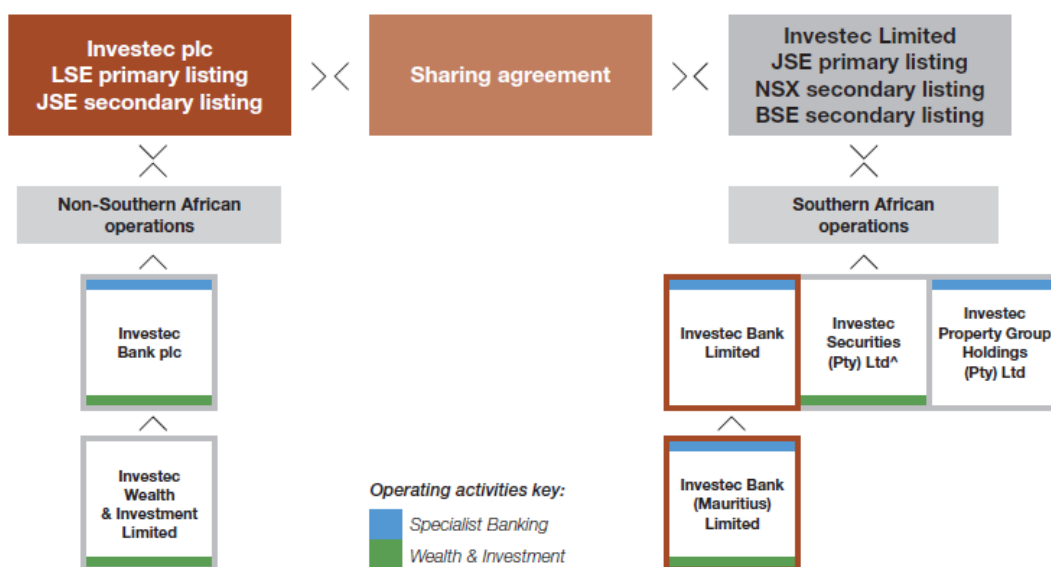 Investec plc
LSE primary listing
JSE secondary listing
Sharing agreement
Investec Limited
JSE primary listing
NSX secondary listing
BSE secondary listing
Non-Southern African
operations
Southern African
operations
Investec
Bank plc
Investec Bank
Limited
Investec
Securities
(Pty) Ltd^
Investec
Property Group
Holdings
(Pty) Ltd
Investec
Wealth
& Investment
Limited
Investec Bank
(Mauritius)
Limited
Operating activities key:
Specialist Banking
Wealth & Investment